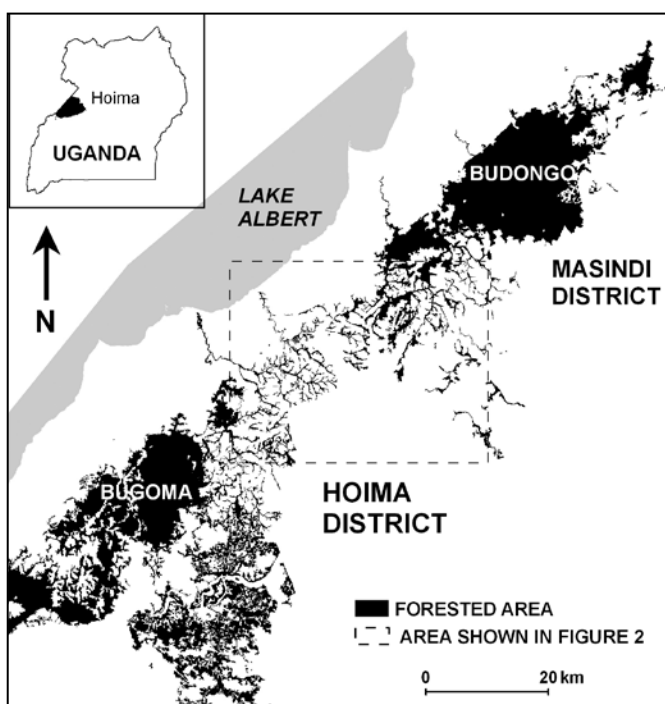 Hoima
UGANDA
LAKE
ALBERT
N
BUDONGO
MASINDI
DISTRICT
BUGOMA
HOIMA
DISTRICT
FORESTED AREA
AREA SHOWN IN FIGURE 2
0 20 km